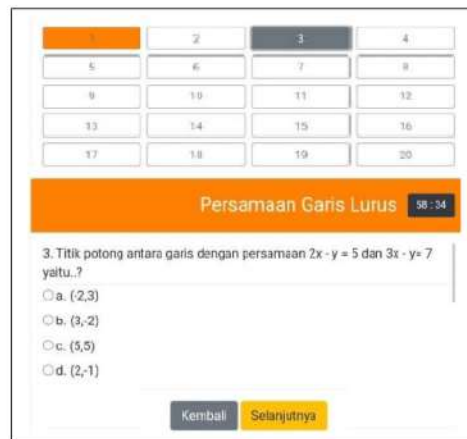 1 2 3 4
5 6 7 8
9 10 11 12
13 14 15 16
17 18 19 20
Persamaan Garis Lurus 58 : 34
3. Titik potong antara garis dengan persamaan 2x - y = 5 dan 3x - y= 7
yaitu..?
a. (-2,3)
b. (3,-2)
c. (5,5)
d. (2,-1)
Kembali Selanjutnya